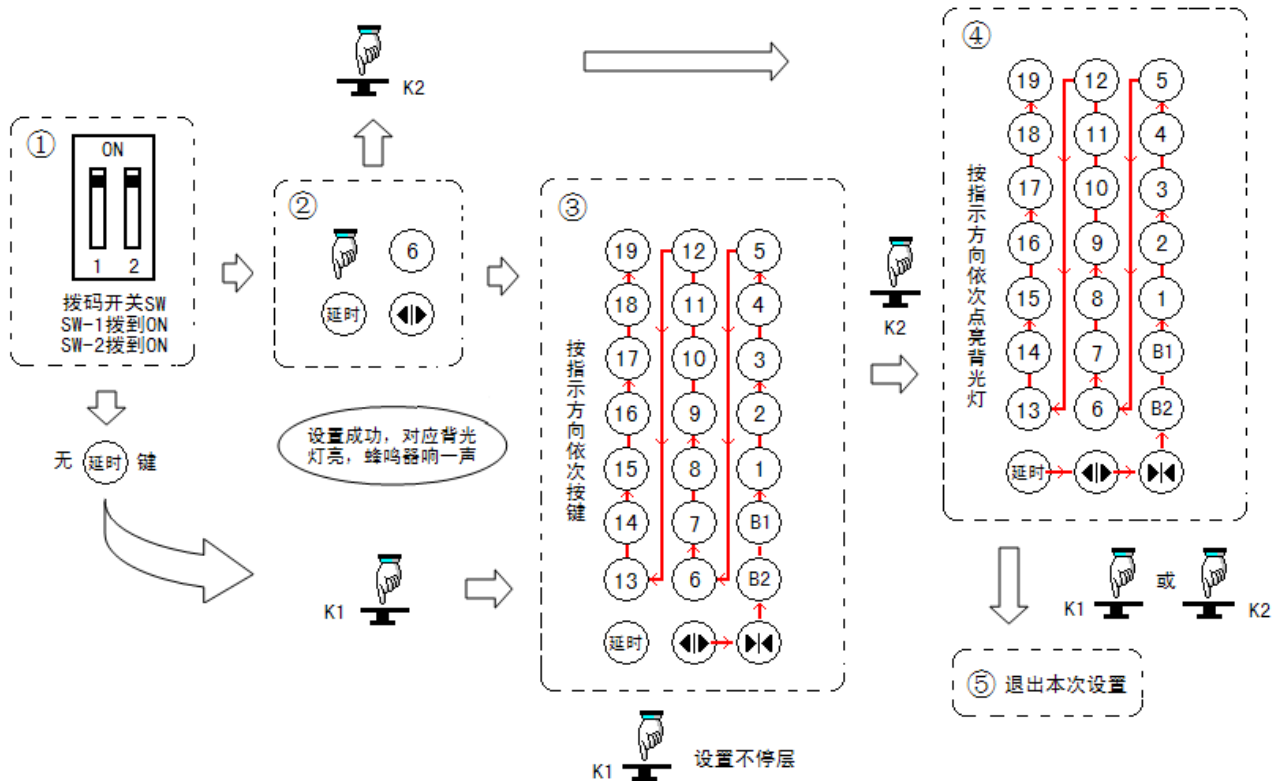 K2
①
ON
1 2
拨码开关SW
SW-1拨到ON
SW-2拨到ON
无 延时 键
②
6
延时
设置成功，对应背光
灯亮，蜂鸣器响一声
K1
③
按指示方向依次按键
19 12 5
18 11 4
17 10 3
16 9 2
15 8 1
14 7 B1
13 6 B2
延时
K1 设置不停层
K2
④
按指示方向依次点亮背光灯
19 12 5
18 11 4
17 10 3
16 9 2
15 8 1
14 7 B1
13 6 B2
延时
K1 或 K2
⑤ 退出本次设置